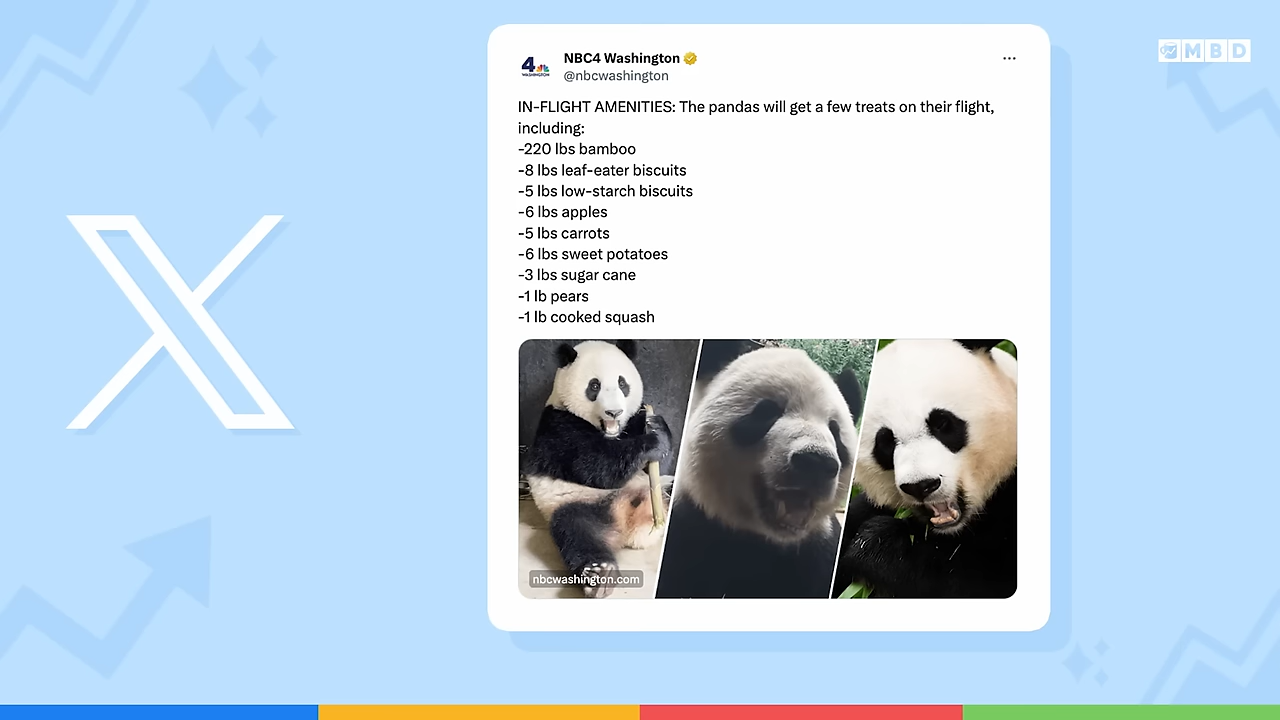 MBD
4
WASHINGTON
NBC4 Washington
@nbcwashington
IN-FLIGHT AMENITIES: The pandas will get a few treats on their flight,
including:
-220 lbs bamboo
-8 lbs leaf-eater biscuits
-5 lbs low-starch biscuits
-6 lbs apples
-5 lbs carrots
-6 lbs sweet potatoes
-3 lbs sugar cane
-1 lb pears
-1 lb cooked squash
nbcwashington.com